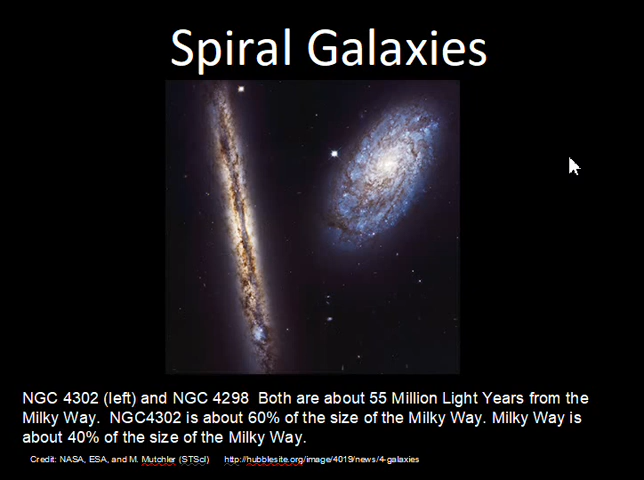 Spiral Galaxies
NGC 4302 (left) and NGC 4298  Both are about 55 Million Light Years from the
Milky Way.  NGC4302 is about 60% of the size of the Milky Way. Milky Way is
about 40% of the size of the Milky Way.
Credit: NASA, ESA, and M. Mutchler (STScI)      http://hubblesite.org/image/4019/news/4-galaxies